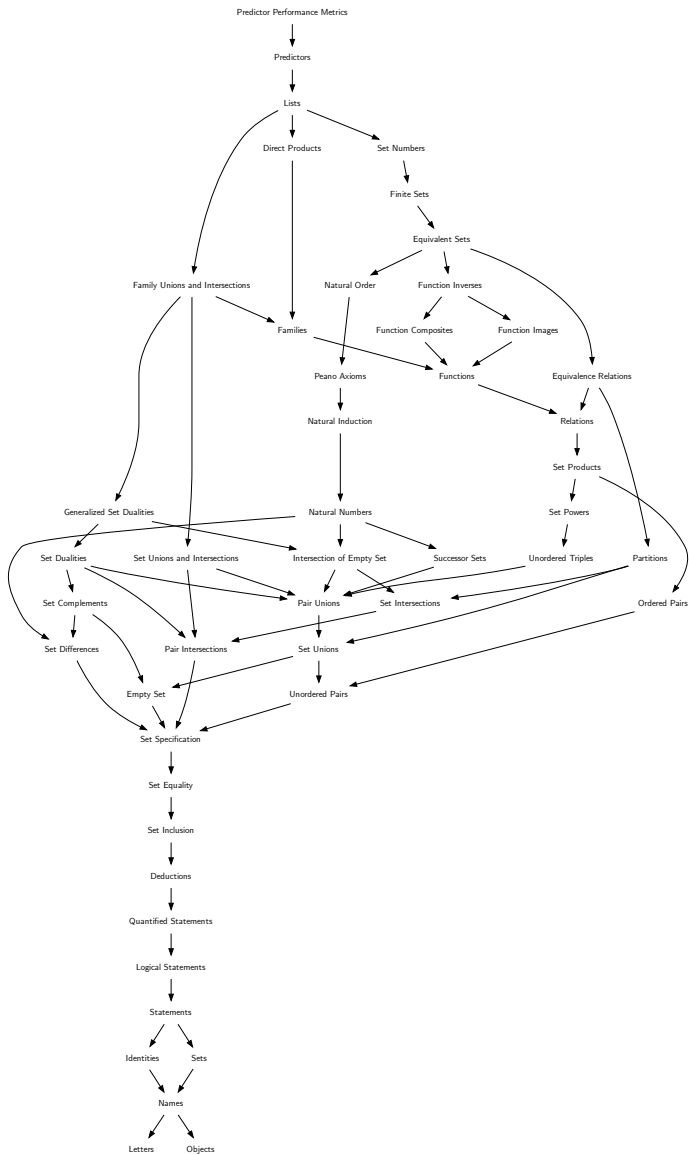 Predictor Performance Metrics
Predictors
Lists
Direct Products
Set Numbers
Finite Sets
Equivalent Sets
Family Unions and Intersections
Natural Order
Function Inverses
Families
Function Composites
Function Images
Peano Axioms
Functions
Equivalence Relations
Natural Induction
Relations
Set Products
Generalized Set Dualities
Natural Numbers
Set Powers
Set Dualities
Set Unions and Intersections
Intersection of Empty Set
Successor Sets
Unordered Triples
Partitions
Set Complements
Pair Unions
Set Intersections
Ordered Pairs
Set Differences
Pair Intersections
Set Unions
Empty Set
Unordered Pairs
Set Specification
Set Equality
Set Inclusion
Deductions
Quantified Statements
Logical Statements
Statements
Identities
Sets
Names
Letters
Objects